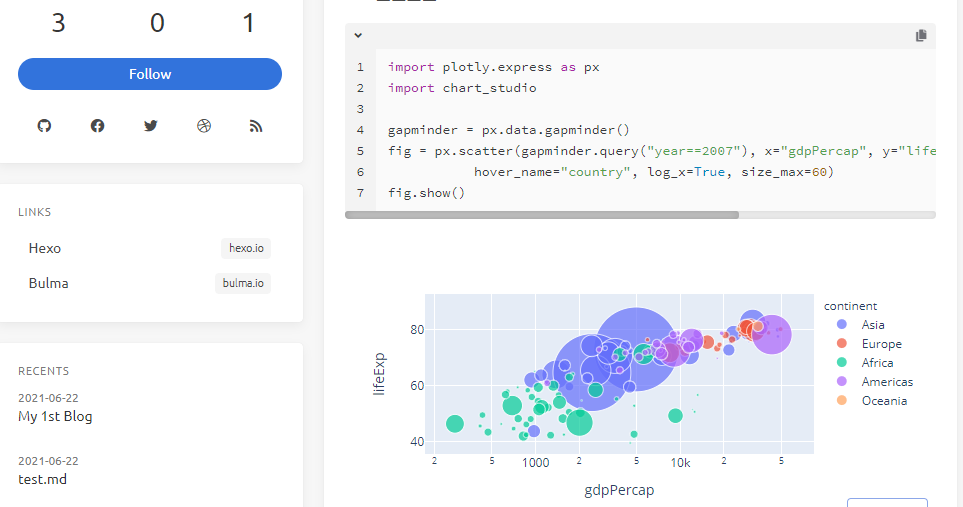 3 0 1
Follow
LINKS
Hexo hexo.io
Bulma bulma.io
RECENTS
2021-06-22
My 1st Blog
2021-06-22
test.md
1 import plotly.express as px
2 import chart_studio
3
4 gapminder = px.data.gapminder()
5 fig = px.scatter(gapminder.query("year==2007"), x="gdpPercap", y="life
6 hover_name="country", log_x=True, size_max=60)
7 fig.show()
continent
Asia
Europe
Africa
Americas
Oceania
lifeExp
80
60
40
2 5 1000 2 5 10k 2 5
gdpPercap